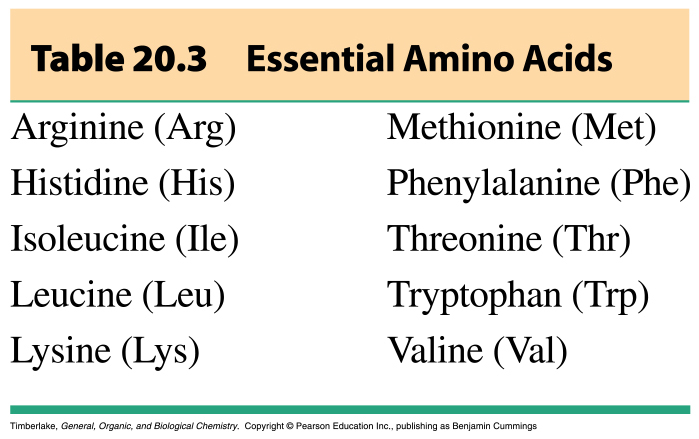 Table 20.3 Essential Amino Acids
Arginine (Arg) Methionine (Met)
Histidine (His) Phenylalanine (Phe)
Isoleucine (Ile) Threonine (Thr)
Leucine (Leu) Tryptophan (Trp)
Lysine (Lys) Valine (Val)
Timberlake, General, Organic, and Biological Chemistry. Copyright © Pearson Education Inc., publishing as Benjamin Cummings